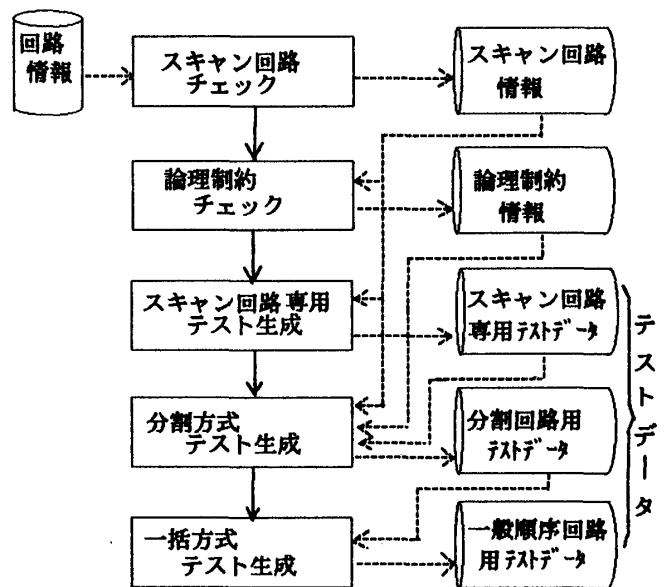 回路
情報
スキャン回路
チェック
スキャン回路
情報
論理制約
チェック
論理制約
情報
スキャン回路専用
テスト生成
スキャン回路
専用テストデータ
分割方式
テスト生成
分割回路用
テストデータ
一括方式
テスト生成
一般順序回路
用テストデータ
テストデータ